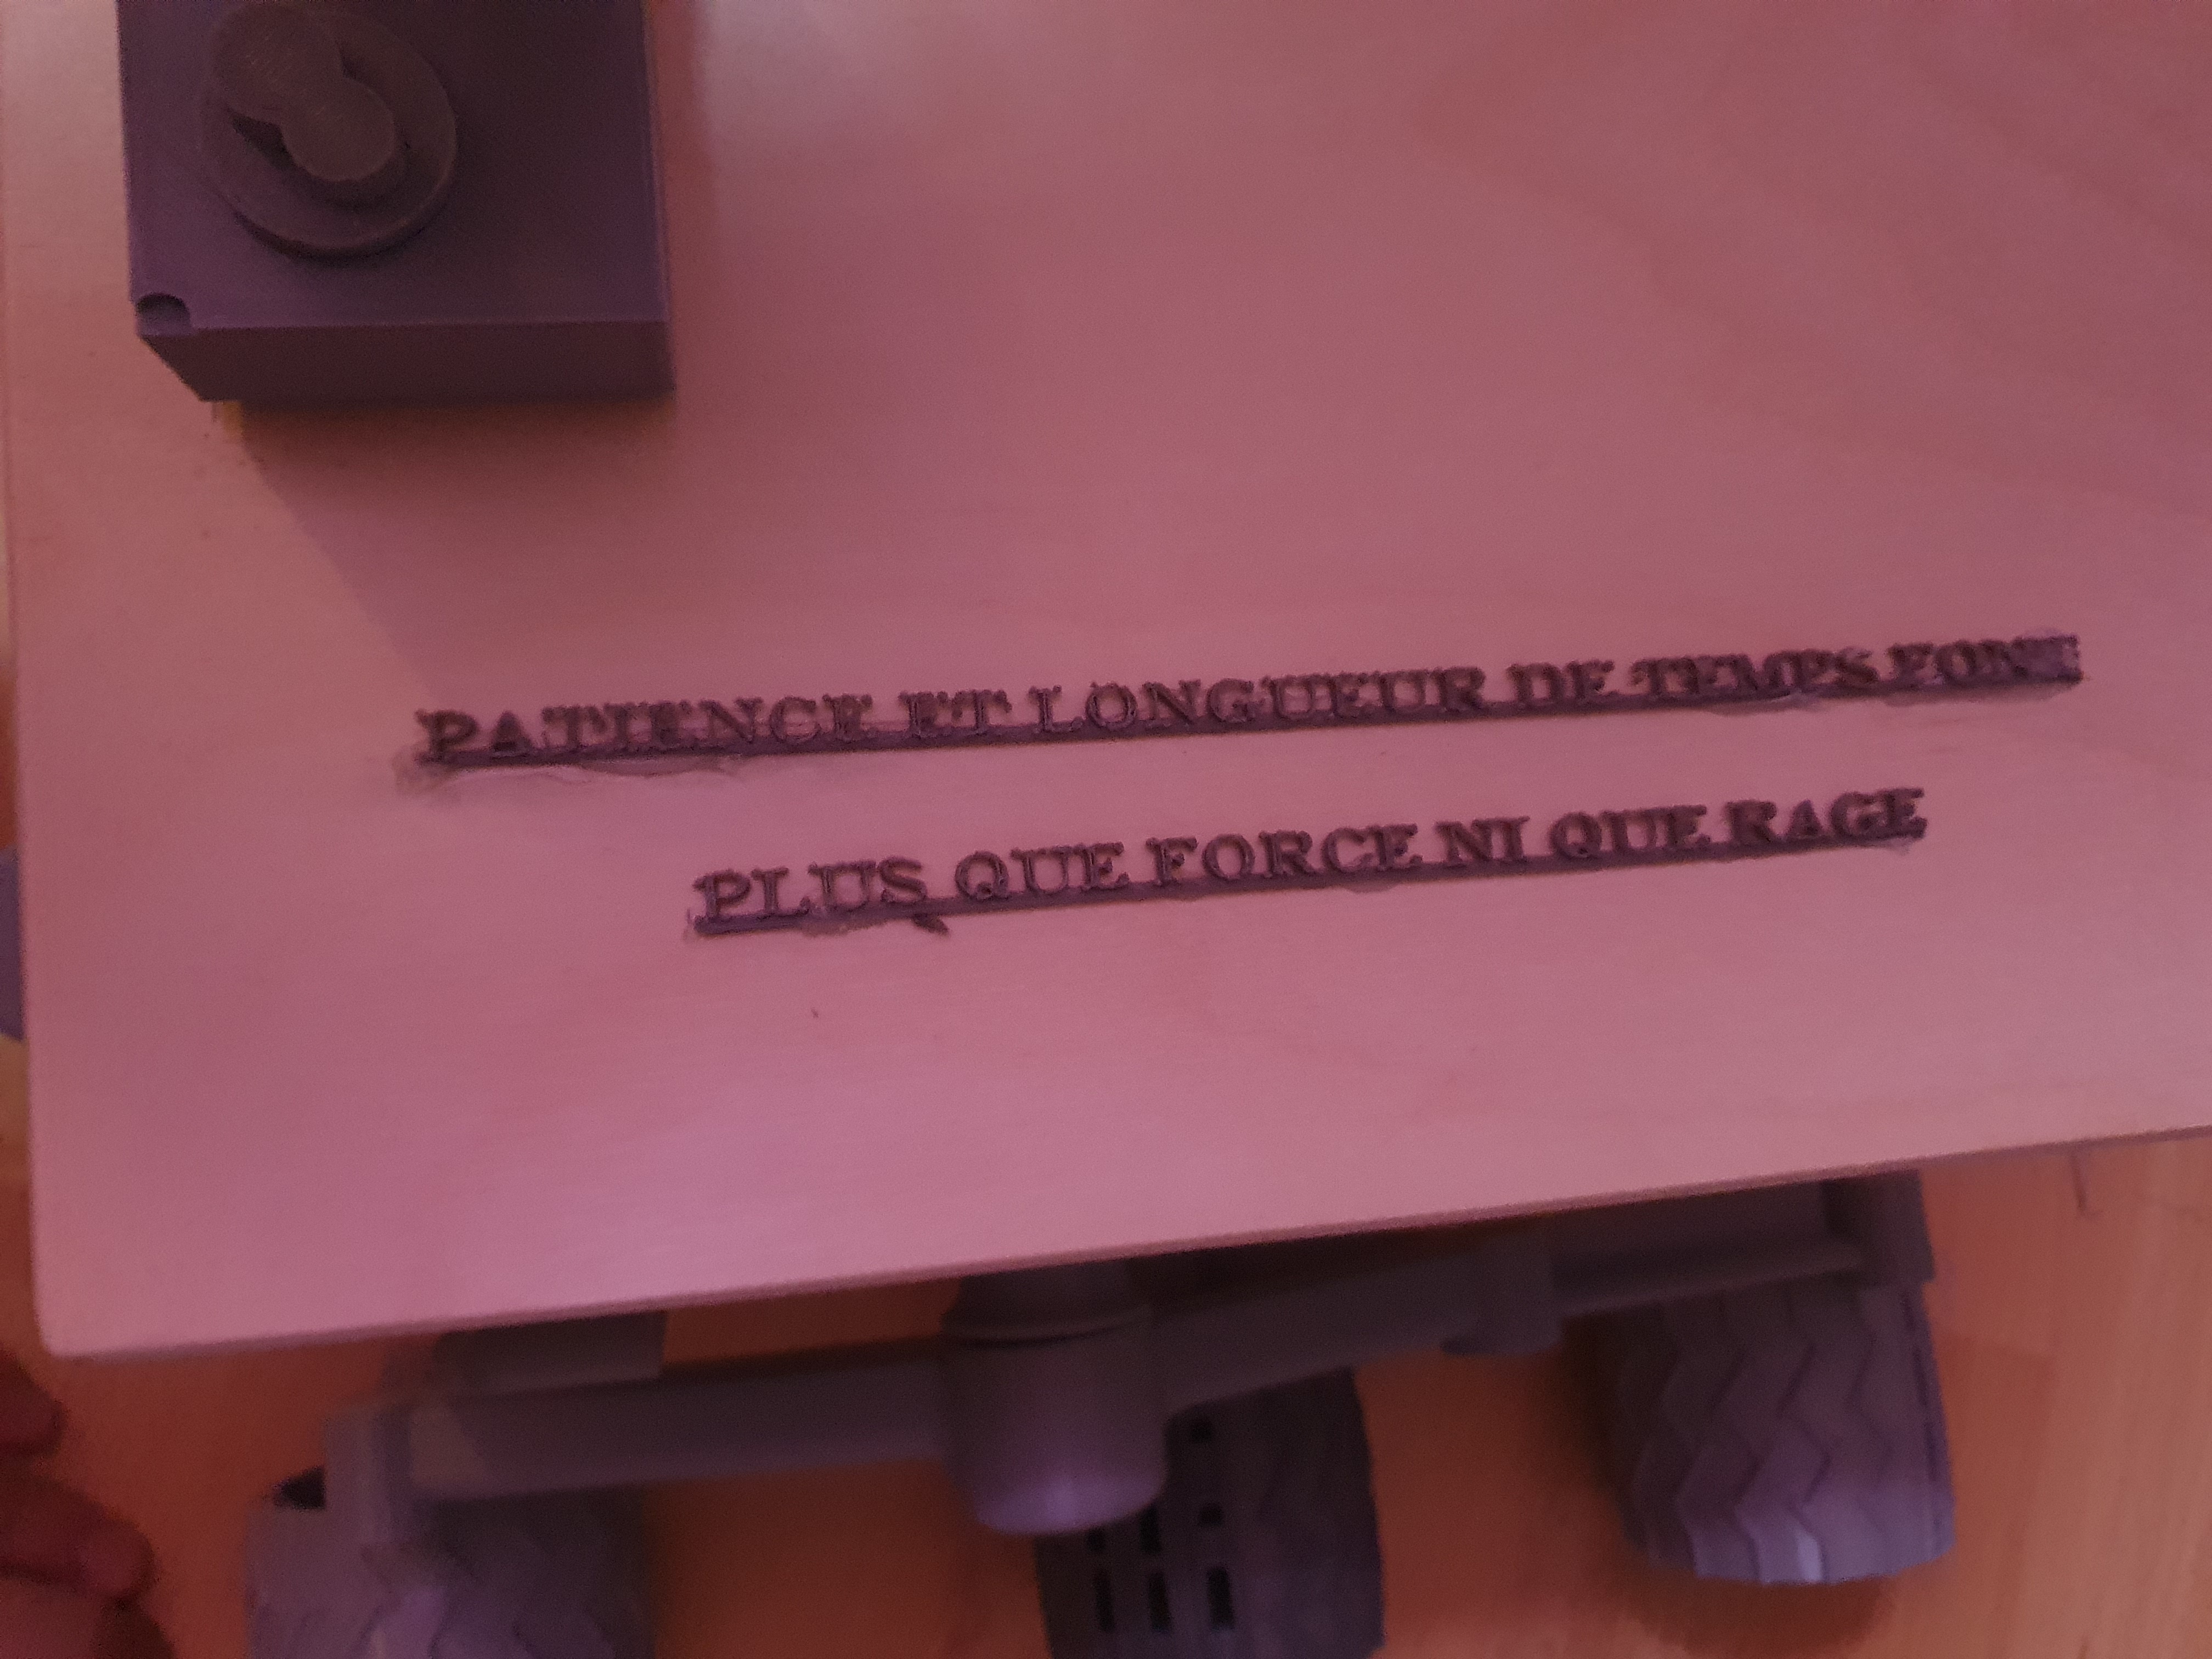 PATIENCE ET LONGUEUR DE TEMPS FONT
PLUS QUE FORCE NI QUE RAGE